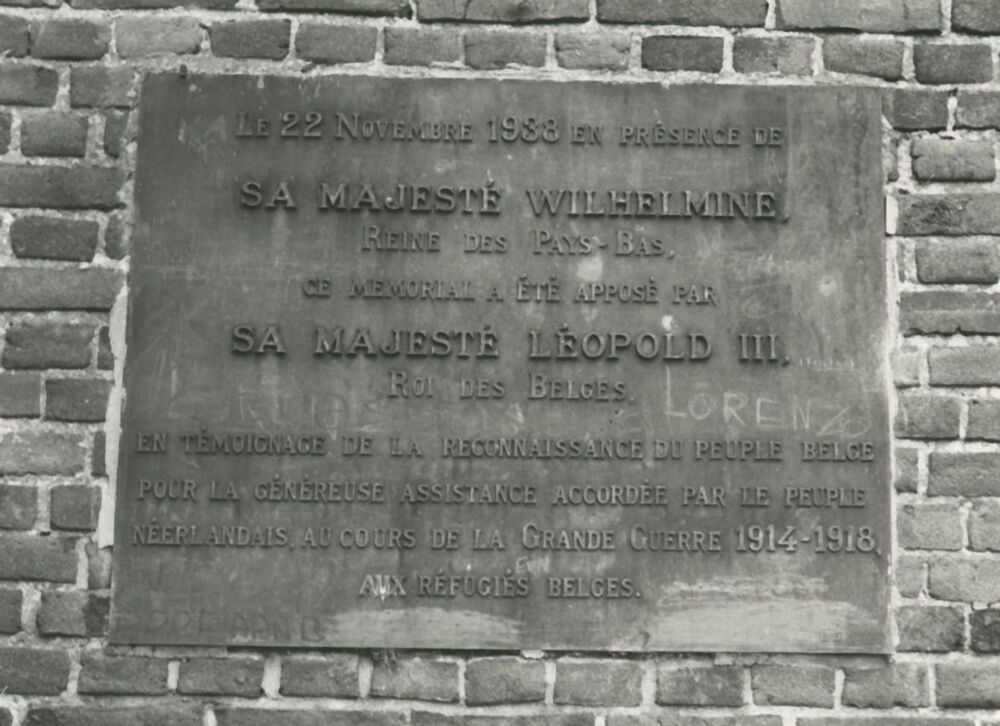 Le 22 Novembre 1938 en présence de
SA MAJESTÉ WILHELMINE,
Reine des Pays-Bas,
ce memorial a été apposé par
SA MAJESTÉ LÉOPOLD III,
Roi des Belges,
LORENZ
en témoignage de la reconnaissance du peuple belge
pour la généreuse assistance accordée par le peuple
néerlandais, au cours de la Grande Guerre 1914-1918,
aux réfugiés belges.